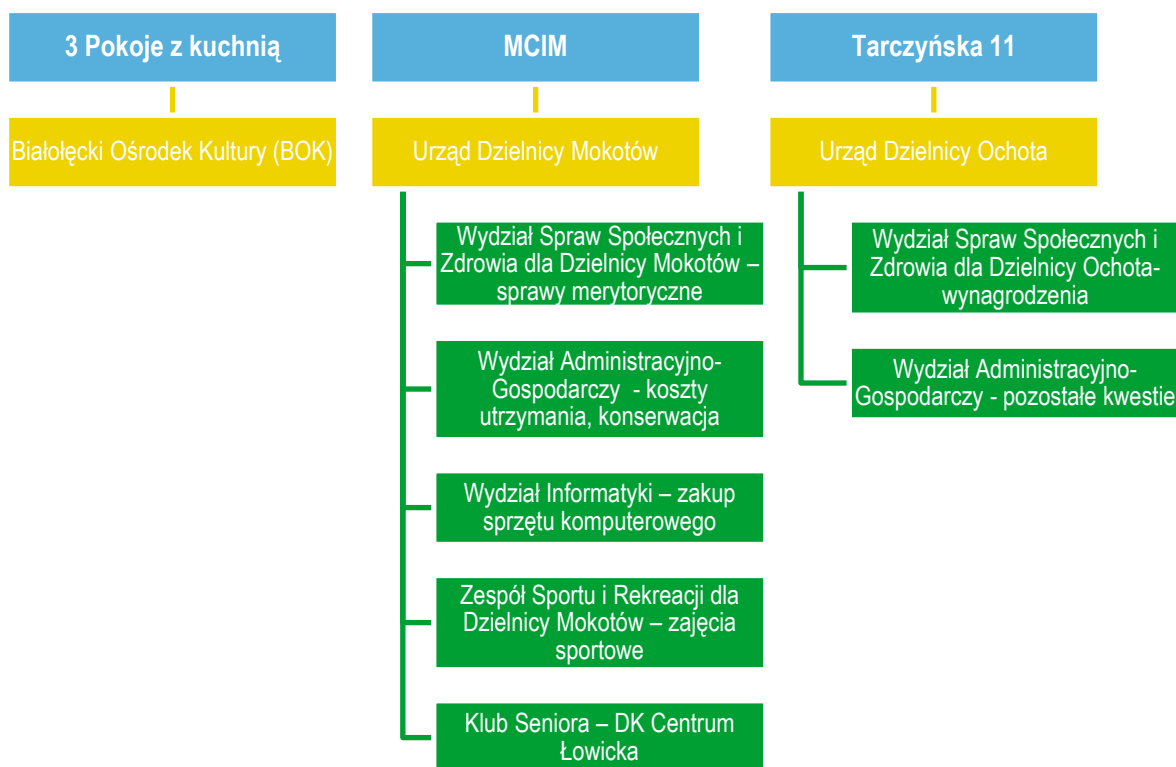 3 Pokoje z kuchnią
MCIM
Tarczyńska 11
Białołęcki Ośrodek Kultury (BOK)
Urząd Dzielnicy Mokotów
Urząd Dzielnicy Ochota
Wydział Spraw Społecznych i
Zdrowia dla Dzielnicy Mokotów –
sprawy merytoryczne
Wydział Administracyjno-
Gospodarczy - koszty
utrzymania, konserwacja
Wydział Informatyki – zakup
sprzętu komputerowego
Zespół Sportu i Rekreacji dla
Dzielnicy Mokotów – zajęcia
sportowe
Klub Seniora – DK Centrum
Łowicka
Wydział Spraw Społecznych i
Zdrowia dla Dzielnicy Ochota-
wynagrodzenia
Wydział Administracyjno-
Gospodarczy - pozostałe kwestie